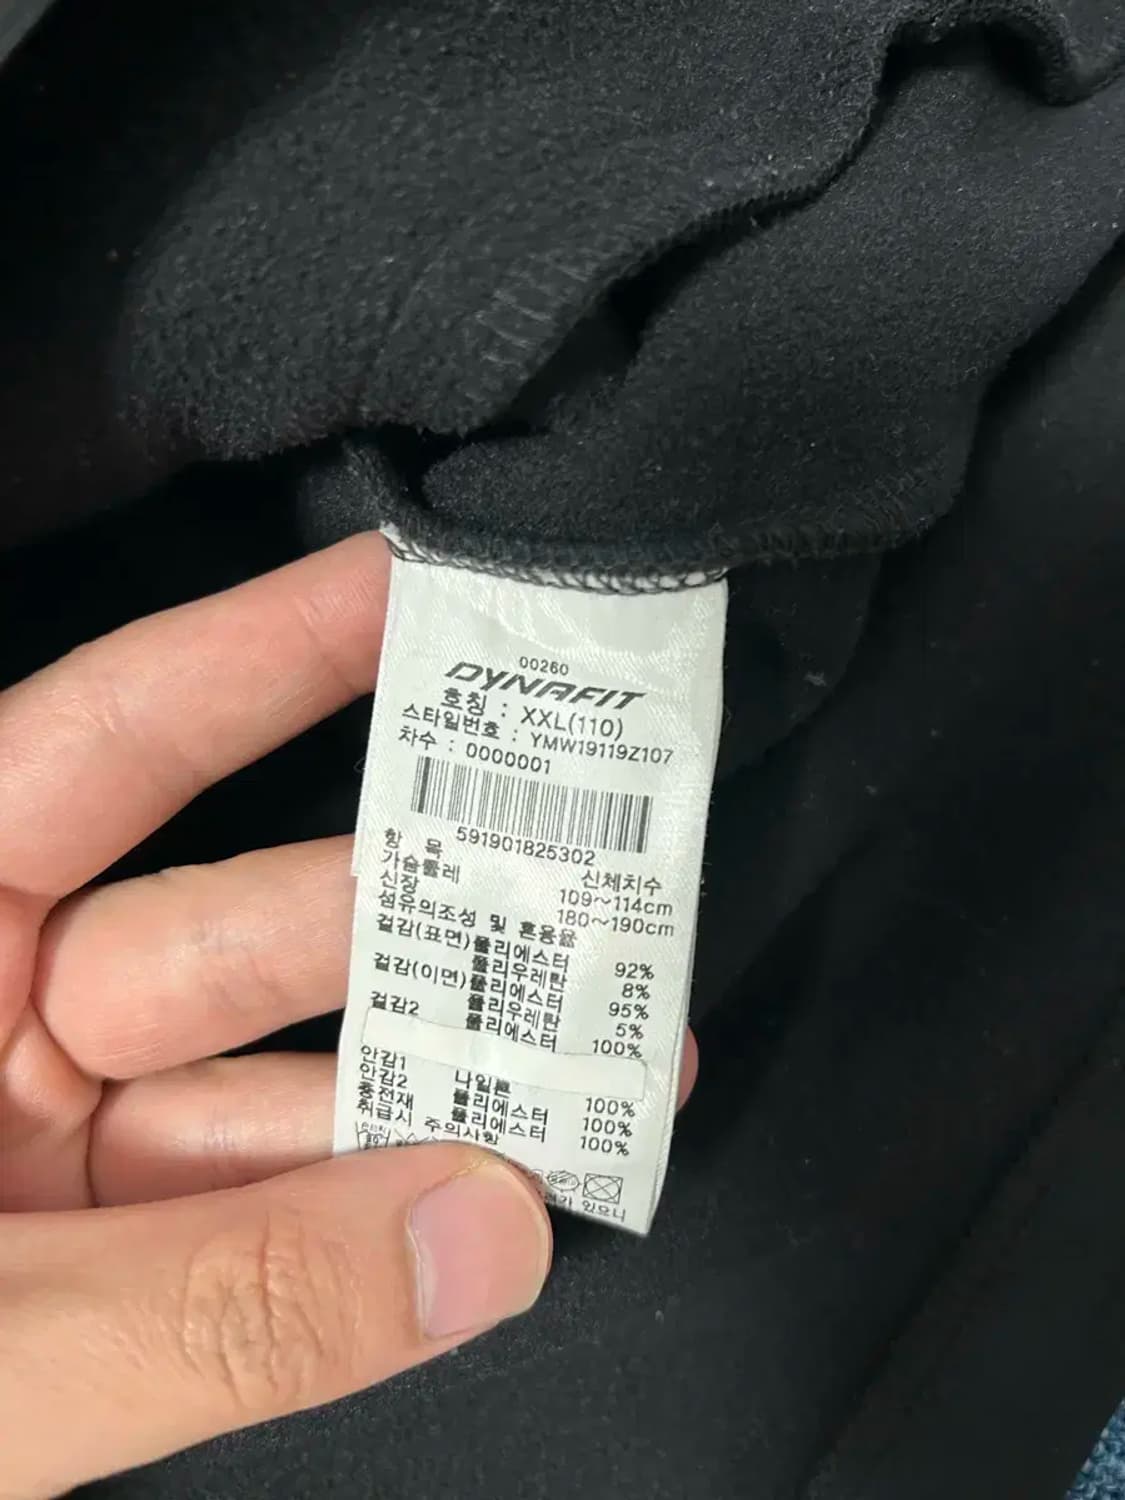 00260
DYNAFIT
호칭 : XXL(110)
스타일번호 : YMW19119Z107
차수 : 0000001
591901825302
항 목 신체치수
가슴둘레 109~114cm
신장 180~190cm
섬유의조성 및 혼용율
겉감(표면) 폴리에스터 92%
폴리우레탄 8%
겉감(이면) 폴리에스터 95%
폴리우레탄 5%
겉감2 폴리에스터 100%
안감1 나일론 100%
안감2 폴리에스터 100%
충전재 폴리에스터 100%
취급시 주의사항
있으니